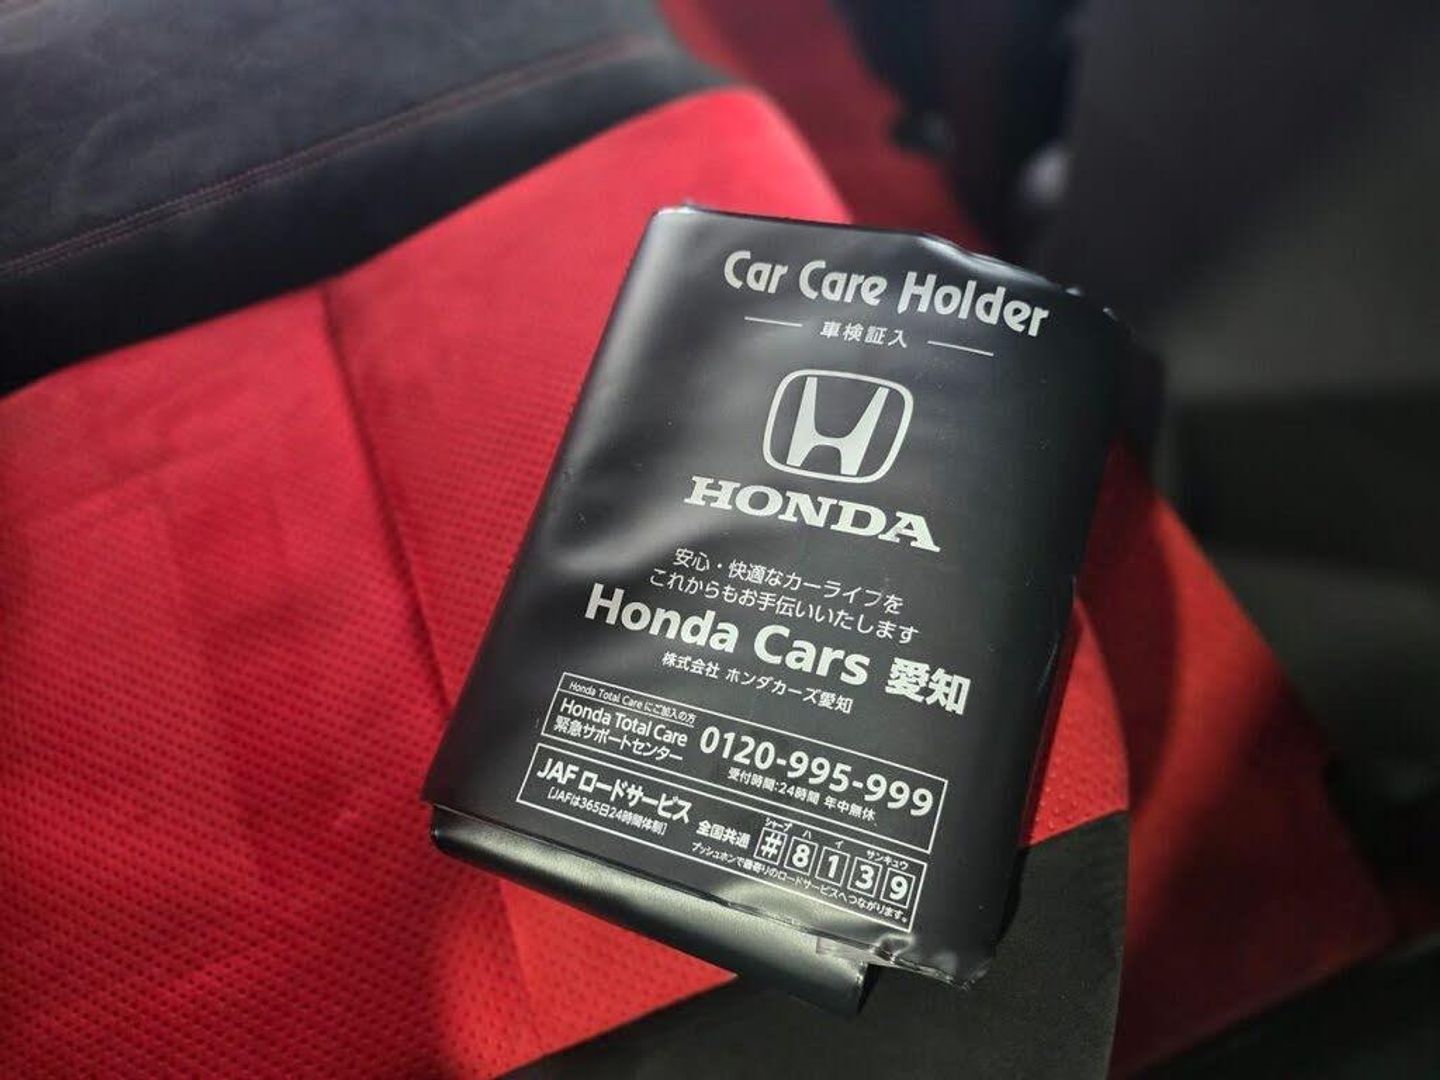 Car Care Holder
車検証入
HONDA
安心・快適なカーライフを
これからもお手伝いいたします
Honda Cars 愛知
株式会社 ホンダカーズ愛知
Honda Total Care にご加入の方
Honda Total Care
緊急サポートセンター
0120-995-999
受付時間:24時間 年中無休
JAF ロードサービス
[JAFは365日24時間体制]
全国共通
シャープ ハ イ サンキュウ
#8139
プッシュホンで最寄りのロードサービスへつながります。